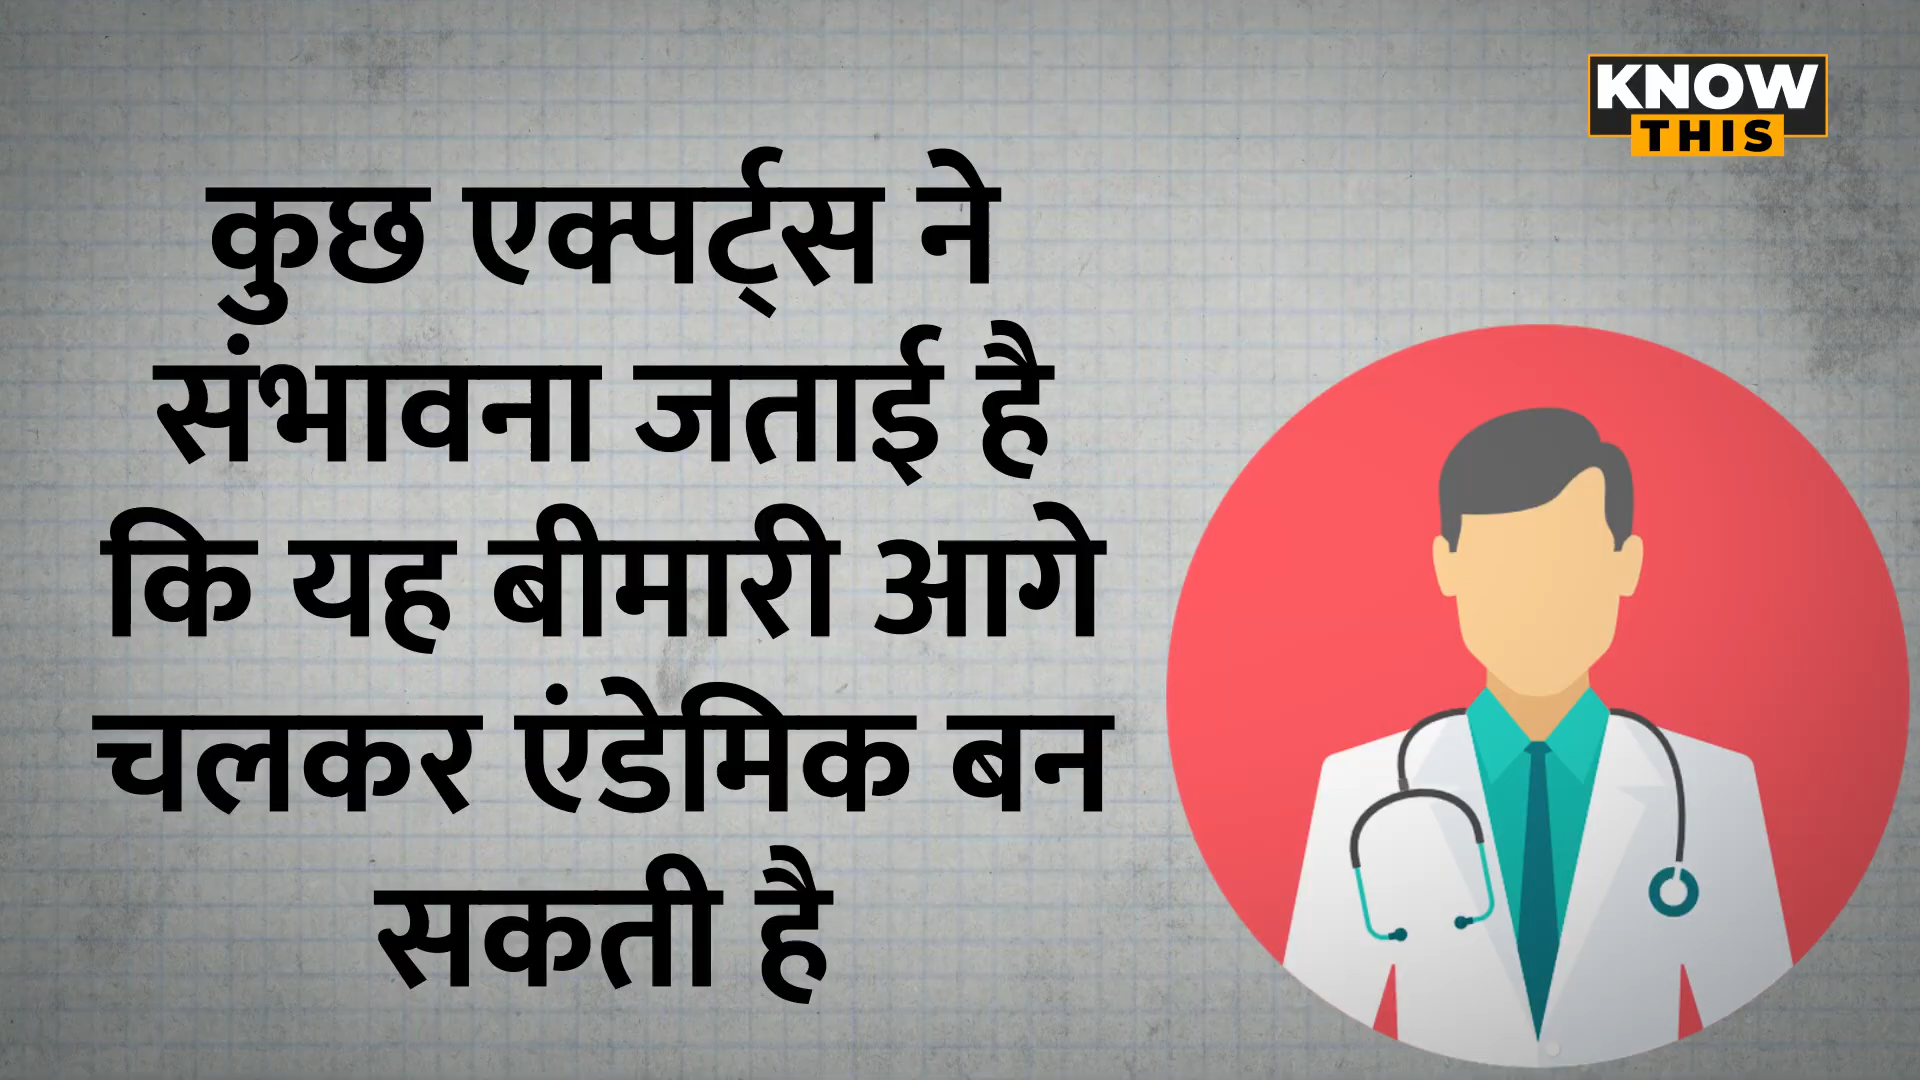 KNOW
THIS
कुछ एक्पर्ट्स ने
संभावना जताई है
कि यह बीमारी आगे
चलकर एंडेमिक बन
सकती है